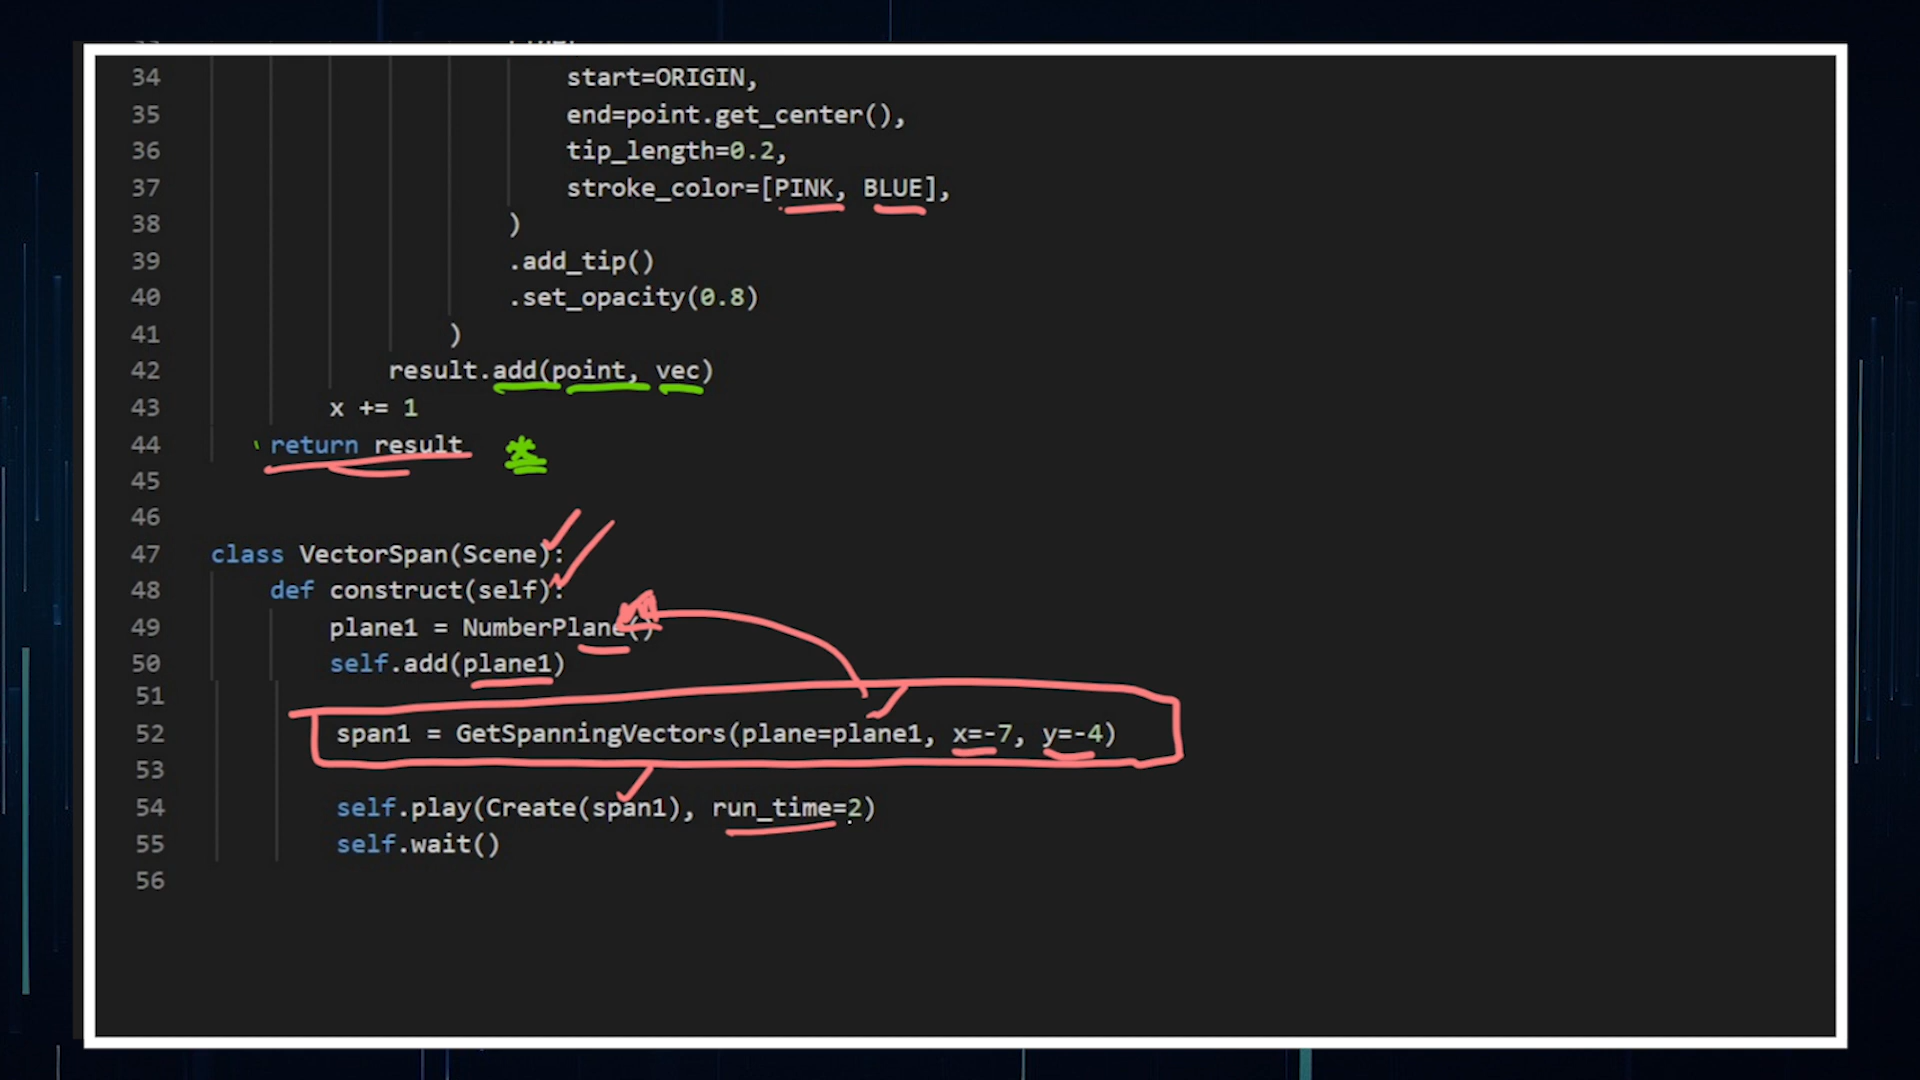 34 start=ORIGIN,
35 end=point.get_center(),
36 tip_length=0.2,
37 stroke_color=[PINK, BLUE],
38 )
39 .add_tip()
40 .set_opacity(0.8)
41 )
42 result.add(point, vec)
43 x += 1
44 return result *
45
46
47 class VectorSpan(Scene):
48 def construct(self):
49 plane1 = NumberPlane()
50 self.add(plane1)
51
52 span1 = GetSpanningVectors(plane=plane1, x=-7, y=-4)
53
54 self.play(Create(span1), run_time=2)
55 self.wait()
56